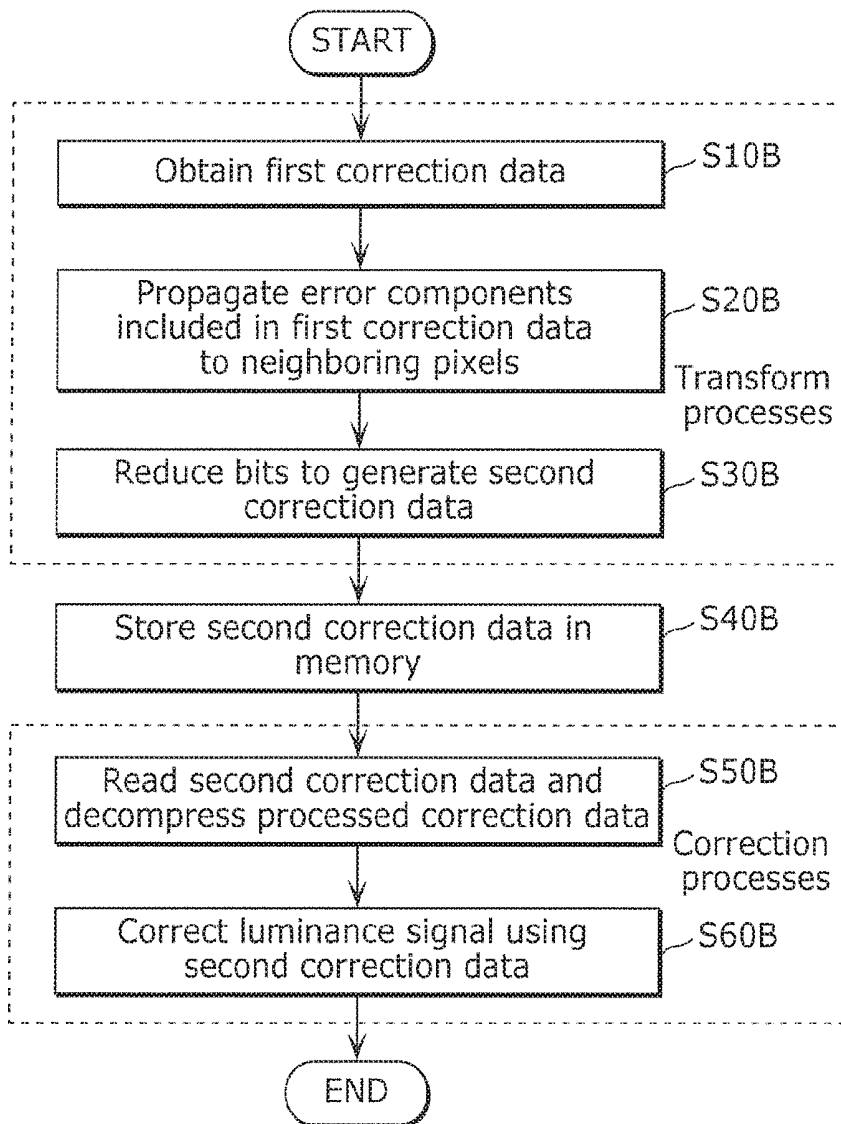 START
Obtain first correction data
S10B
Propagate error components
included in first correction data
to neighboring pixels
S20B
Transform
processes
Reduce bits to generate second
correction data
S30B
Store second correction data in
memory
S40B
Read second correction data and
decompress processed correction data
S50B
Correction
processes
Correct luminance signal using
second correction data
S60B
END